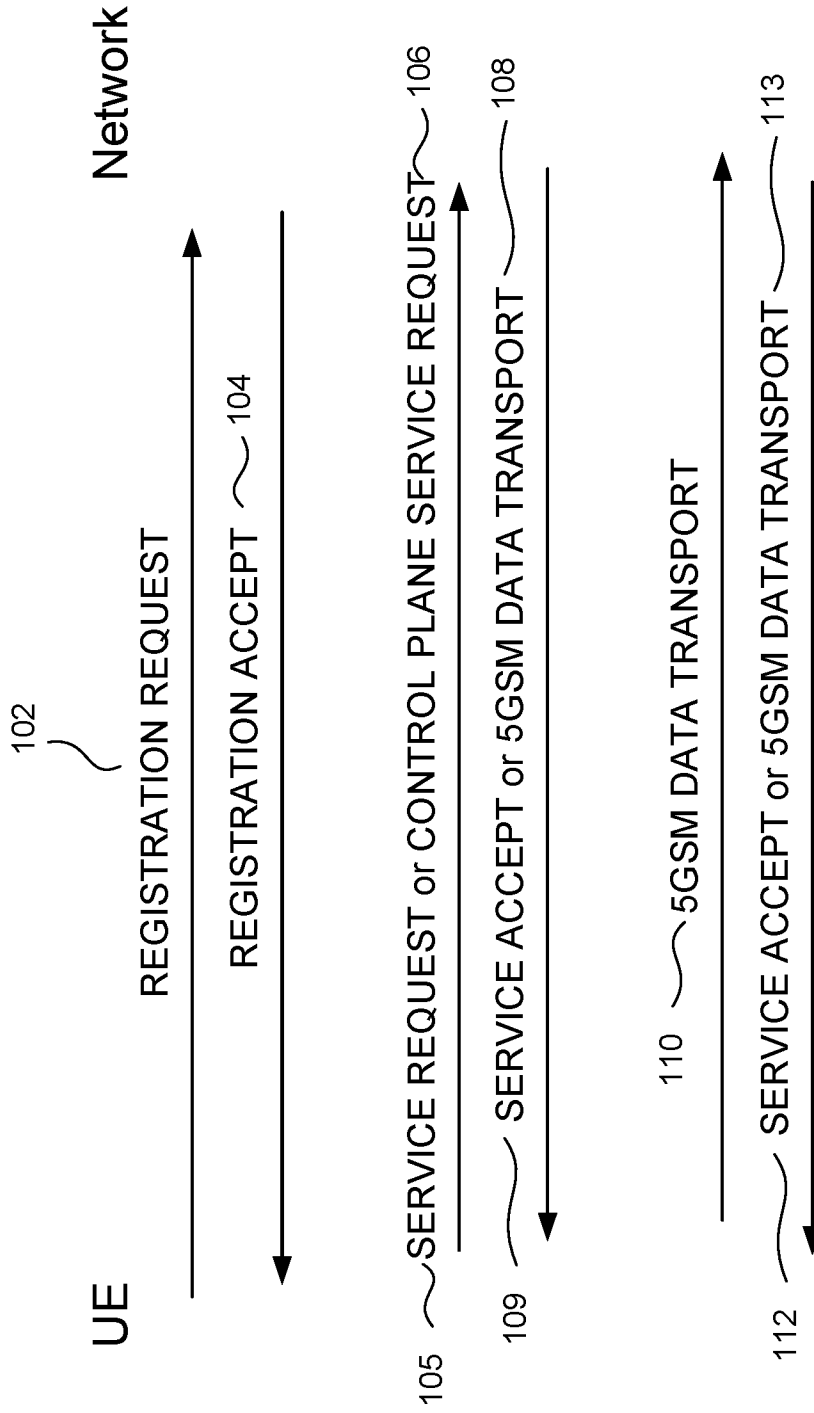 UE
Network
102
REGISTRATION REQUEST
REGISTRATION ACCEPT 104
105 SERVICE REQUEST or CONTROL PLANE SERVICE REQUEST 106
109 SERVICE ACCEPT or 5GSM DATA TRANSPORT 108
110 5GSM DATA TRANSPORT
112 SERVICE ACCEPT or 5GSM DATA TRANSPORT 113